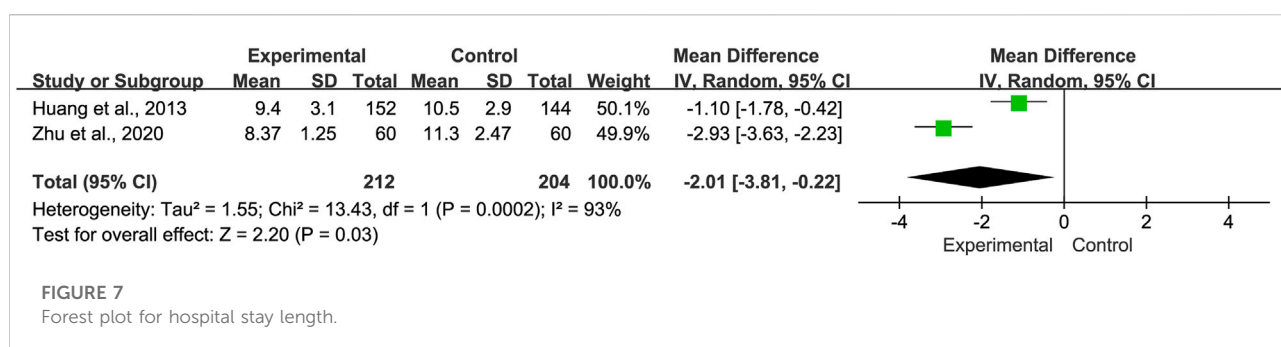 Experimental Control Mean Difference Mean Difference
Study or Subgroup Mean SD Total Mean SD Total Weight IV, Random, 95% CI IV, Random, 95% CI
Huang et al., 2013 9.4 3.1 152 10.5 2.9 144 50.1% -1.10 [-1.78, -0.42]
Zhu et al., 2020 8.37 1.25 60 11.3 2.47 60 49.9% -2.93 [-3.63, -2.23]
Total (95% CI) 212 204 100.0% -2.01 [-3.81, -0.22]
Heterogeneity: Tau² = 1.55; Chi² = 13.43, df = 1 (P = 0.0002); I² = 93%
Test for overall effect: Z = 2.20 (P = 0.03)
-4 -2 0 2 4
Experimental Control
FIGURE 7
Forest plot for hospital stay length.